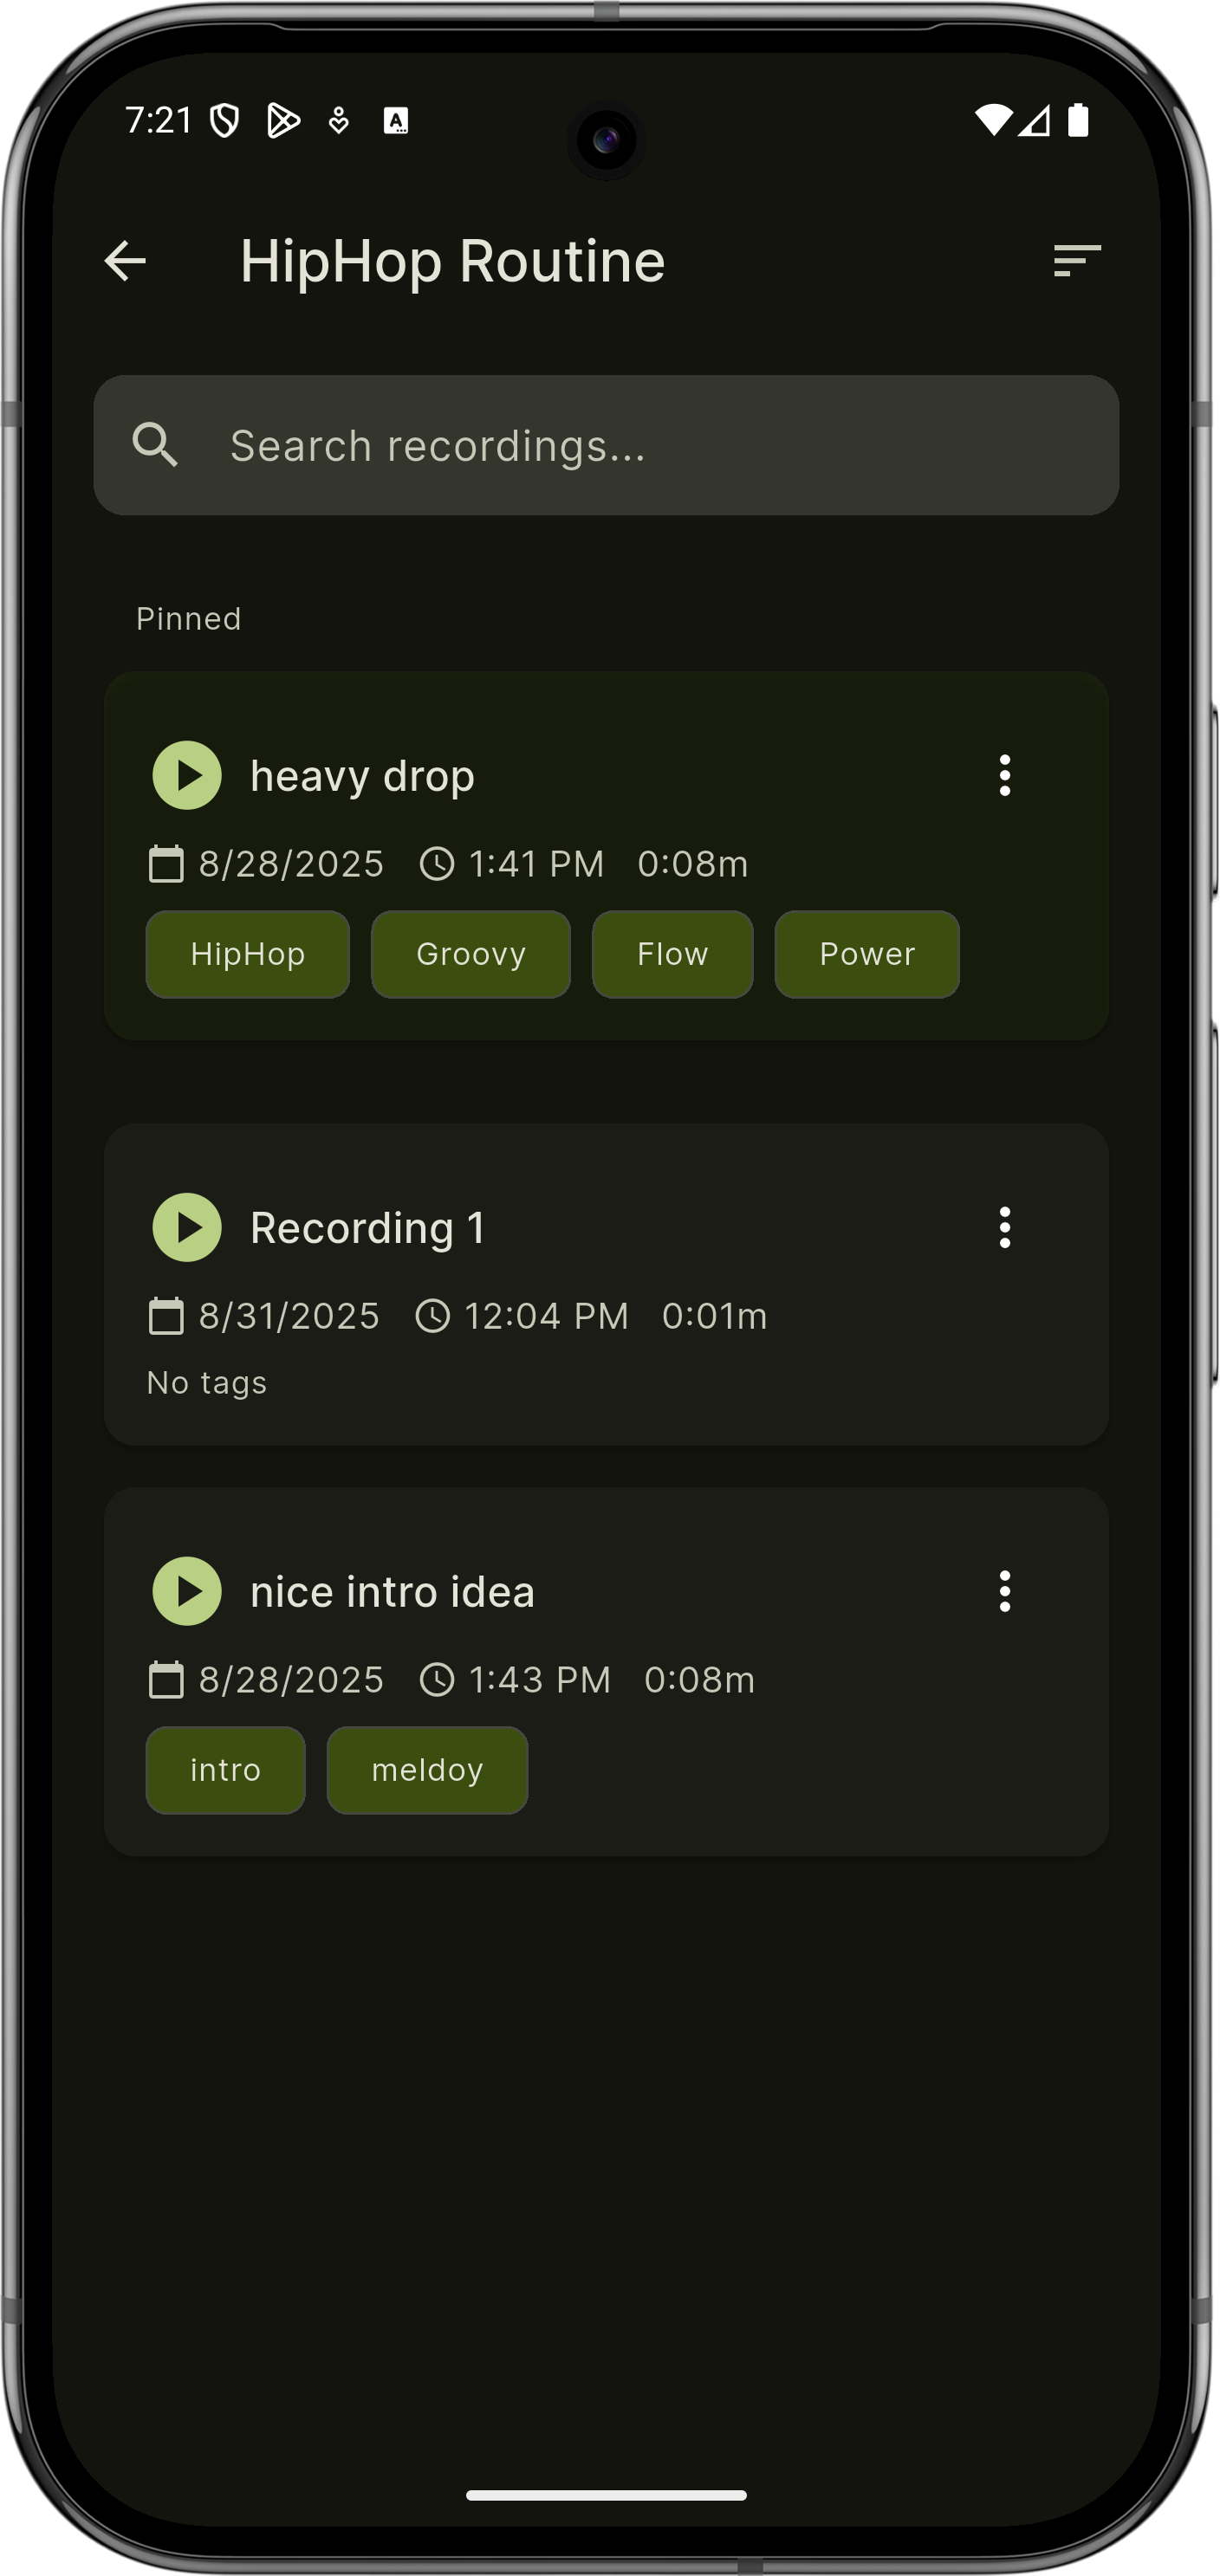 7:21
HipHop Routine
Search recordings...
Pinned
heavy drop
8/28/2025 1:41 PM 0:08m
HipHop Groovy Flow Power
Recording 1
8/31/2025 12:04 PM 0:01m
No tags
nice intro idea
8/28/2025 1:43 PM 0:08m
intro meldoy